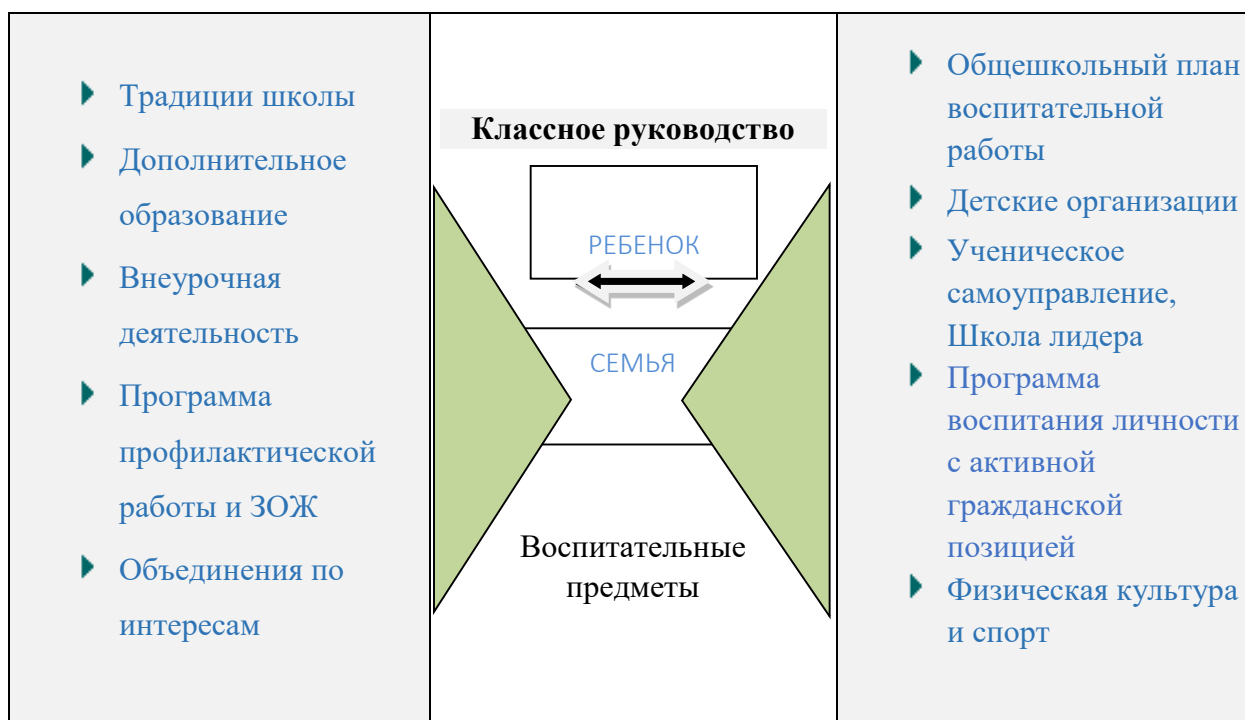 Традиции школы
Дополнительное
образование
Внеурочная
деятельность
Программа
профилактической
работы и ЗОЖ
Объединения по
интересам
Классное руководство
РЕБЕНОК
СЕМЬЯ
Воспитательные
предметы
Общешкольный план
воспитательной
работы
Детские организации
Ученическое
самоуправление,
Школа лидера
Программа
воспитания личности
с активной
гражданской
позицией
Физическая культура
и спорт